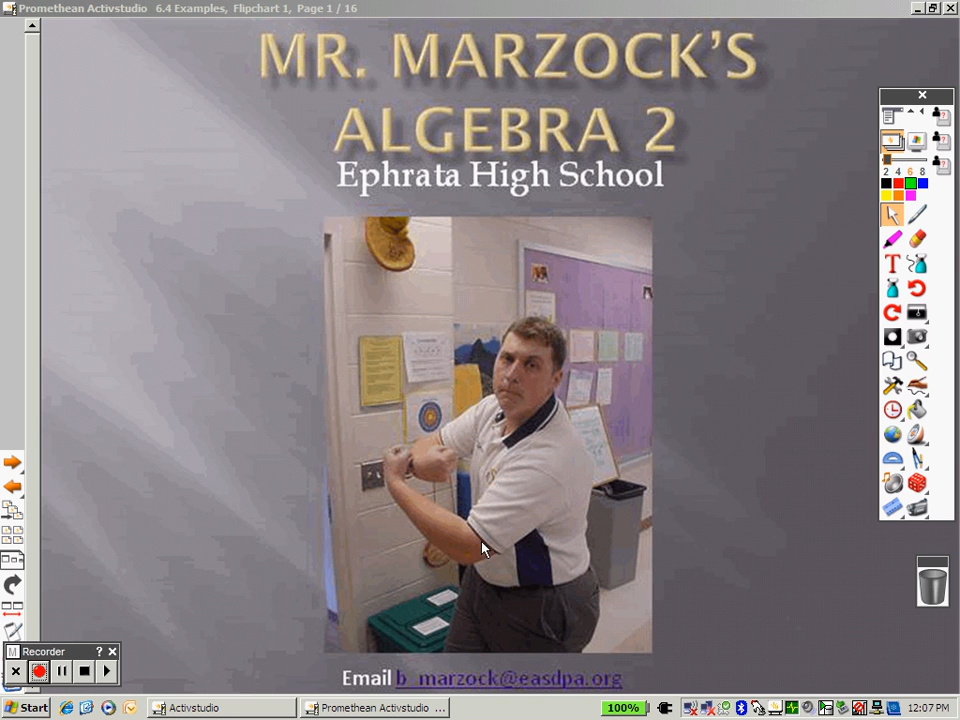 Promethean Activstudio 6.4 Examples, Flipchart 1, Page 1 / 16
MR. MARZOCK'S
ALGEBRA 2
Ephrata High School
2 4 6 8
T
Email b_marzock@easdpa.org
M Recorder ?
Start
Activstudio
Promethean Activstudio ...
100%
12:07 PM